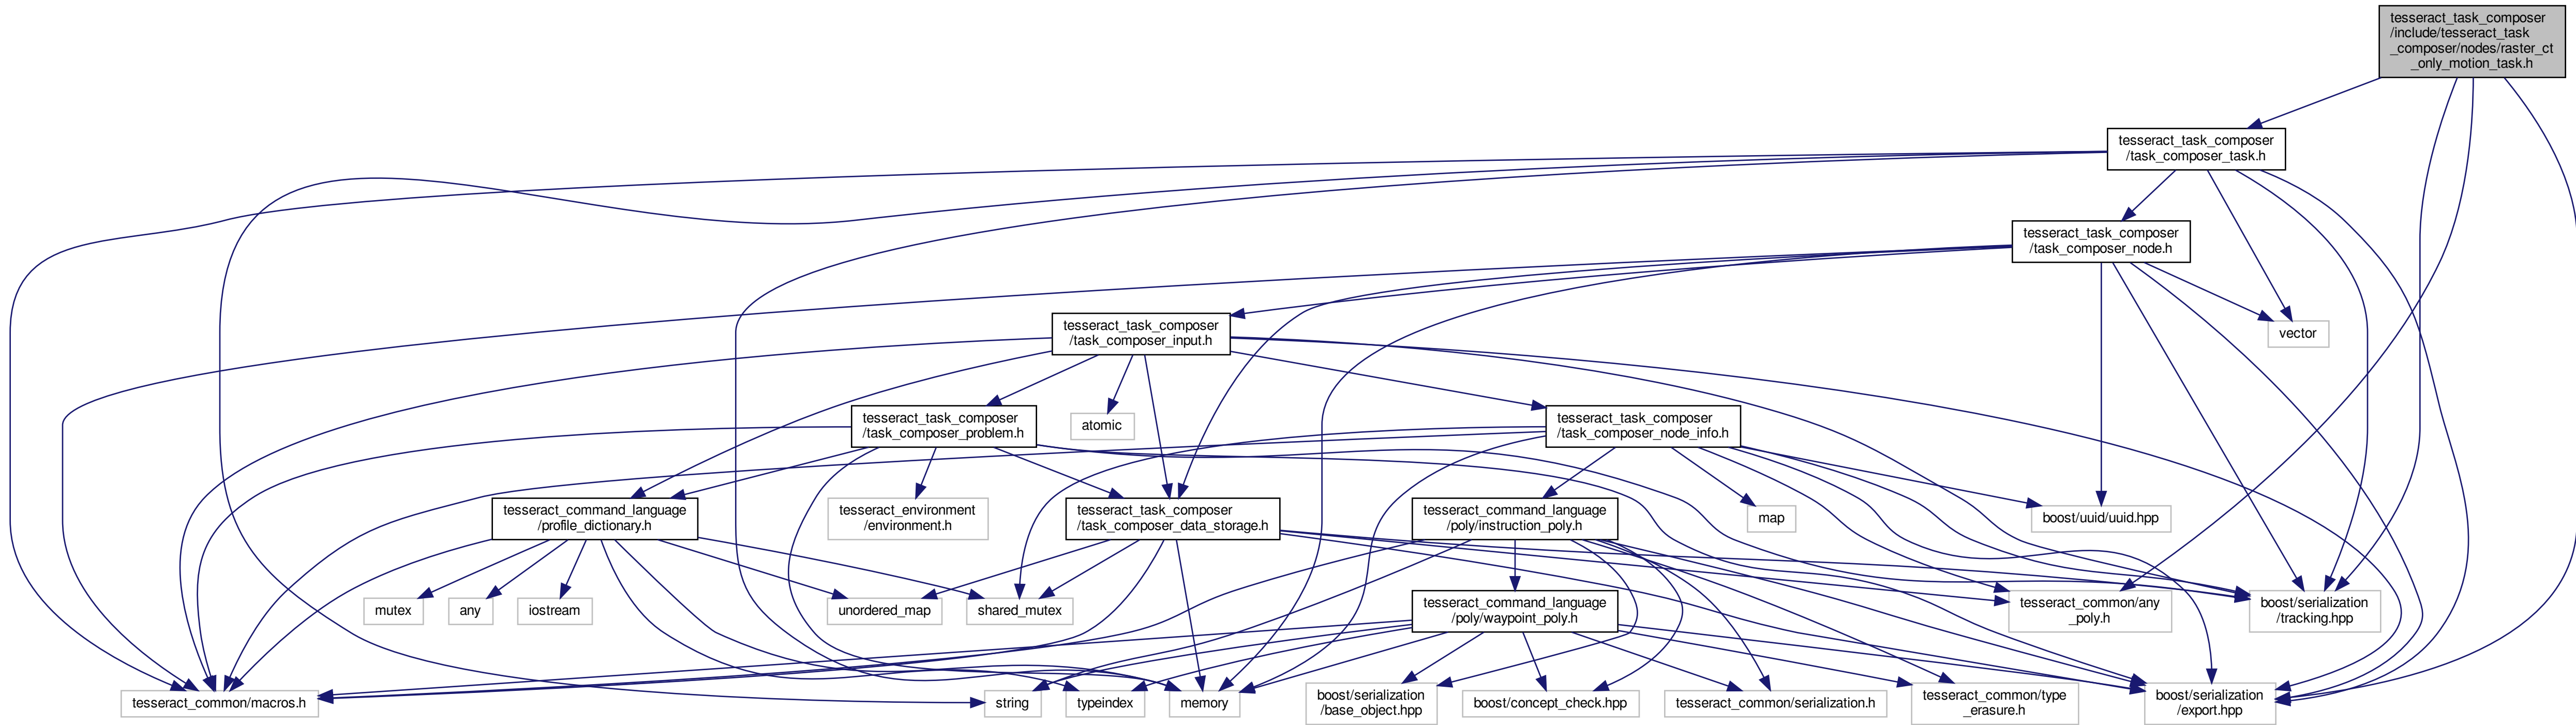 tesseract_task_composer
/include/tesseract_task
_composer/nodes/raster_ct
_only_motion_task.h
tesseract_task_composer
/task_composer_task.h
tesseract_task_composer
/task_composer_node.h
tesseract_task_composer
/task_composer_input.h
vector
tesseract_task_composer
/task_composer_problem.h
atomic
tesseract_task_composer
/task_composer_node_info.h
tesseract_command_language
/profile_dictionary.h
tesseract_environment
/environment.h
tesseract_task_composer
/task_composer_data_storage.h
tesseract_command_language
/poly/instruction_poly.h
map
boost/uuid/uuid.hpp
mutex
any
iostream
unordered_map
shared_mutex
tesseract_command_language
/poly/waypoint_poly.h
tesseract_common/any
_poly.h
boost/serialization
/tracking.hpp
tesseract_common/macros.h
string
typeindex
memory
boost/serialization
/base_object.hpp
boost/concept_check.hpp
tesseract_common/serialization.h
tesseract_common/type
_erasure.h
boost/serialization
/export.hpp